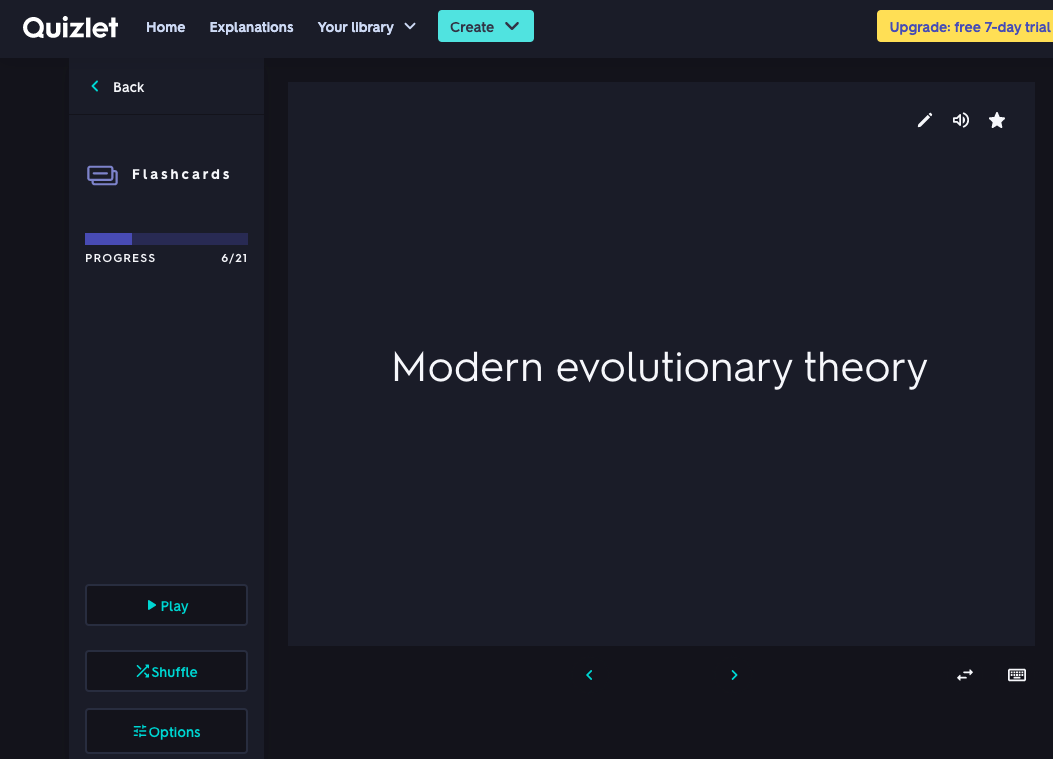 Quizlet Home Explanations Your library Create Upgrade: free 7-day trial
Back
Flashcards
PROGRESS 6/21
Modern evolutionary theory
Play
Shuffle
Options